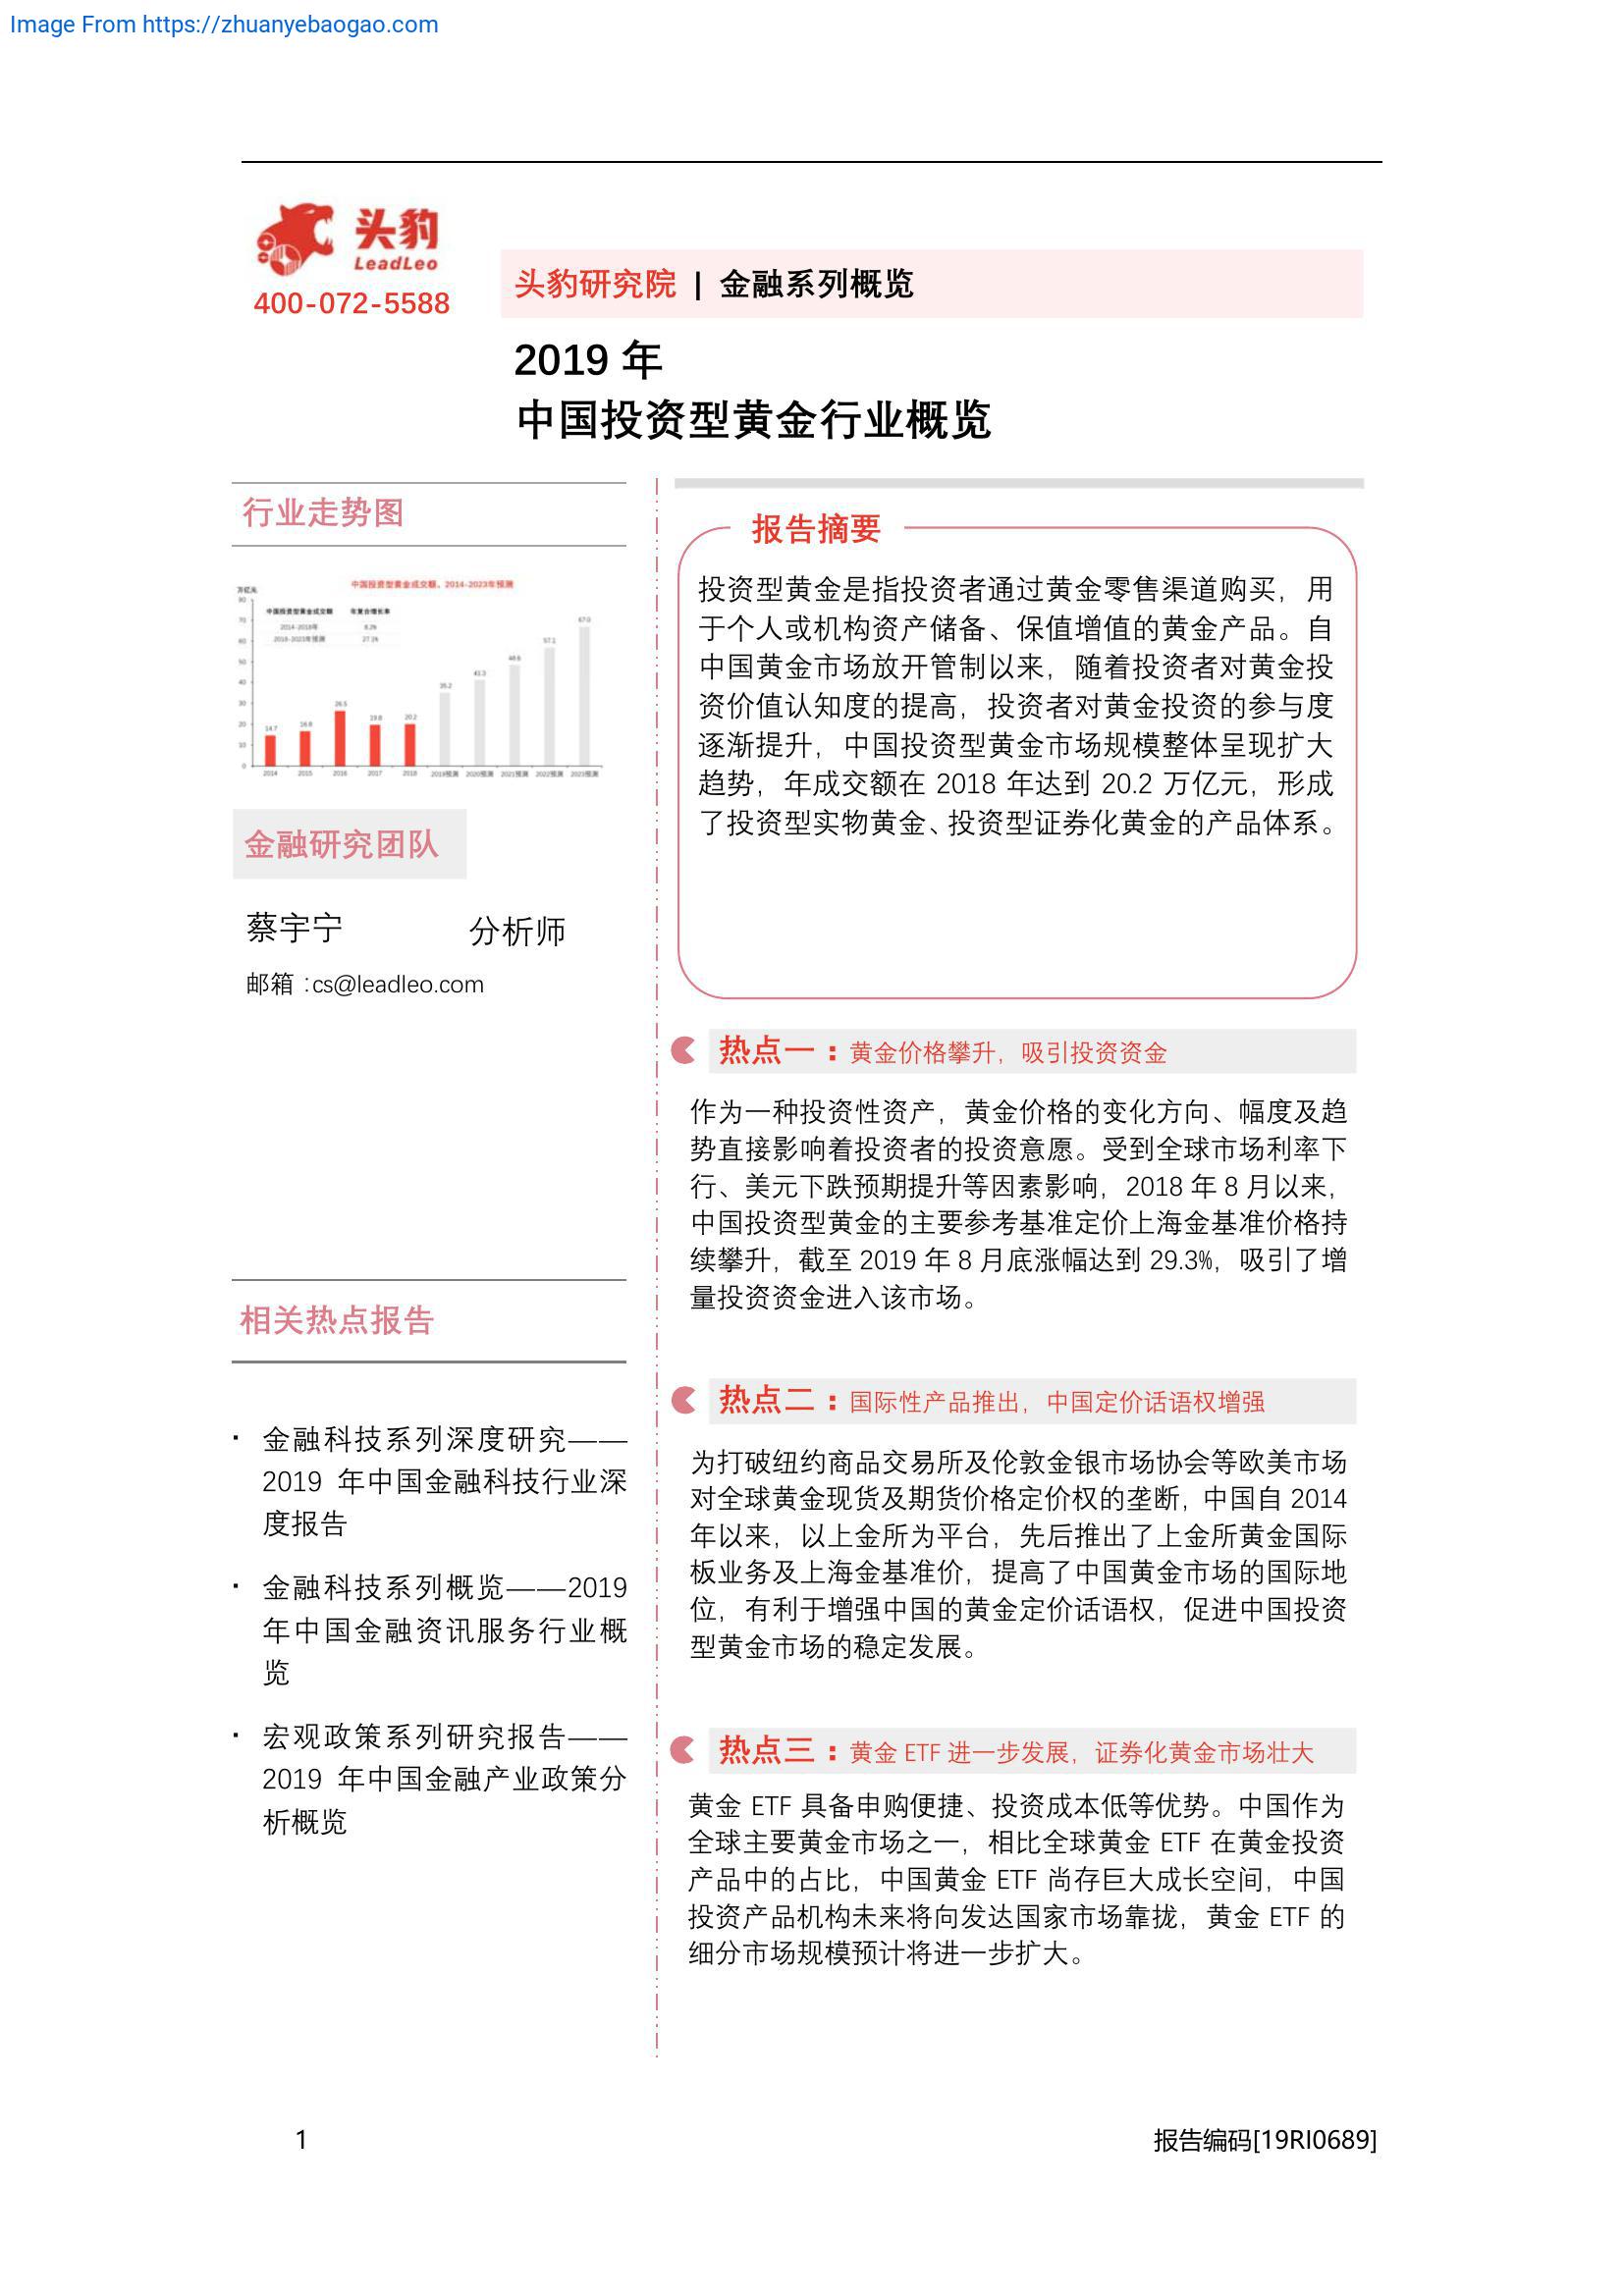 Image From https://zhuanyebaogao.com
头豹
LeadLeo
400-072-5588
头豹研究院 | 金融系列概览
2019 年
中国投资型黄金行业概览
行业走势图
中国投资型黄金成交额，2014-2023年预测
万亿元
中国投资型黄金成交额 年复合增长率
2014-2018年 8.2%
2018-2023年预测 27.1%
80
70
60
50
40
30
20
10
0
14.7
16.8
26.5
19.8
20.2
35.2
41.3
48.6
57.1
67.0
2014 2015 2016 2017 2018 2019预测 2020预测 2021预测 2022预测 2023预测
金融研究团队
蔡宇宁 分析师
邮箱：cs@leadleo.com
相关热点报告
· 金融科技系列深度研究——
2019 年中国金融科技行业深
度报告
· 金融科技系列概览——2019
年中国金融资讯服务行业概
览
· 宏观政策系列研究报告——
2019 年中国金融产业政策分
析概览
报告摘要
投资型黄金是指投资者通过黄金零售渠道购买，用
于个人或机构资产储备、保值增值的黄金产品。自
中国黄金市场放开管制以来，随着投资者对黄金投
资价值认知度的提高，投资者对黄金投资的参与度
逐渐提升，中国投资型黄金市场规模整体呈现扩大
趋势，年成交额在 2018 年达到 20.2 万亿元，形成
了投资型实物黄金、投资型证券化黄金的产品体系。
热点一：黄金价格攀升，吸引投资资金
作为一种投资性资产，黄金价格的变化方向、幅度及趋
势直接影响着投资者的投资意愿。受到全球市场利率下
行、美元下跌预期提升等因素影响，2018 年 8 月以来，
中国投资型黄金的主要参考基准定价上海金基准价格持
续攀升，截至 2019 年 8 月底涨幅达到 29.3%，吸引了增
量投资资金进入该市场。
热点二：国际性产品推出，中国定价话语权增强
为打破纽约商品交易所及伦敦金银市场协会等欧美市场
对全球黄金现货及期货价格定价权的垄断，中国自 2014
年以来，以上金所为平台，先后推出了上金所黄金国际
板业务及上海金基准价，提高了中国黄金市场的国际地
位，有利于增强中国的黄金定价话语权，促进中国投资
型黄金市场的稳定发展。
热点三：黄金 ETF 进一步发展，证券化黄金市场壮大
黄金 ETF 具备申购便捷、投资成本低等优势。中国作为
全球主要黄金市场之一，相比全球黄金 ETF 在黄金投资
产品中的占比，中国黄金 ETF 尚存巨大成长空间，中国
投资产品机构未来将向发达国家市场靠拢，黄金 ETF 的
细分市场规模预计将进一步扩大。
1
报告编码[19RI0689]